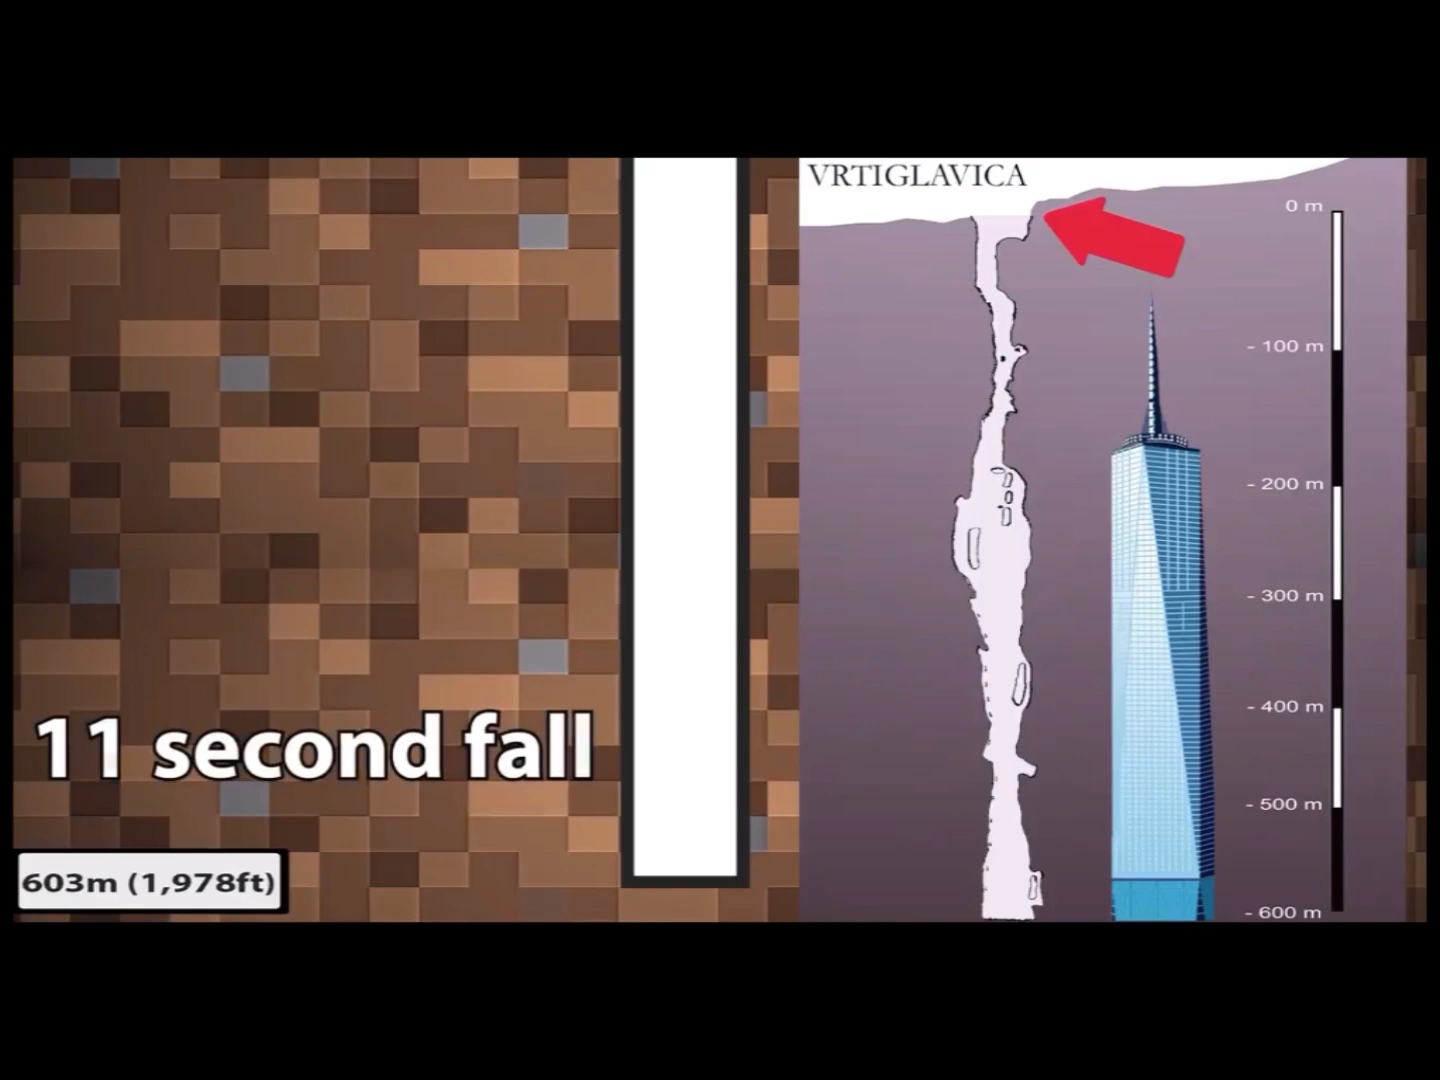 11 second fall
603m (1,978ft)
VRTIGLAVICA
0 m
- 100 m
- 200 m
- 300 m
- 400 m
- 500 m
- 600 m